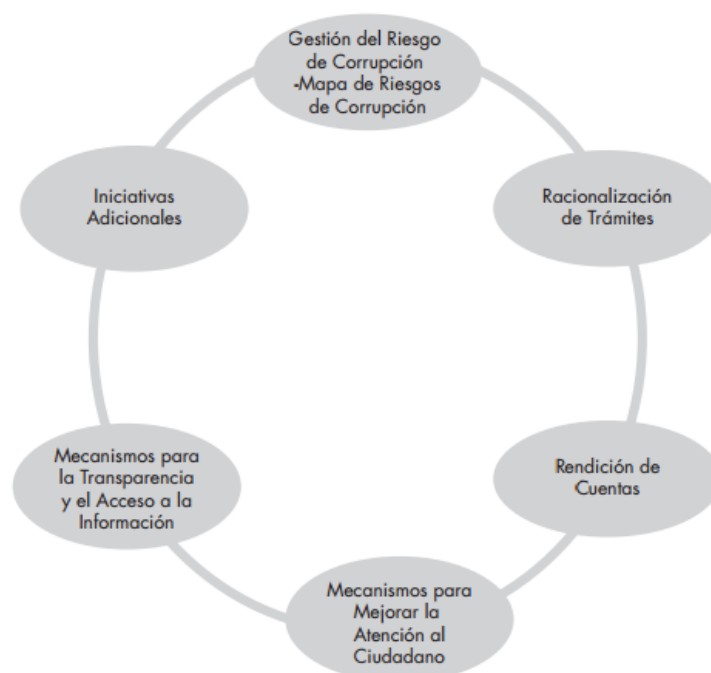 Gestión del Riesgo
de Corrupción
-Mapa de Riesgos
de Corrupción
Racionalización
de Trámites
Rendición de
Cuentas
Mecanismos para
Mejorar la
Atención al
Ciudadano
Mecanismos para
la Transparencia
y el Acceso a la
Información
Iniciativas
Adicionales